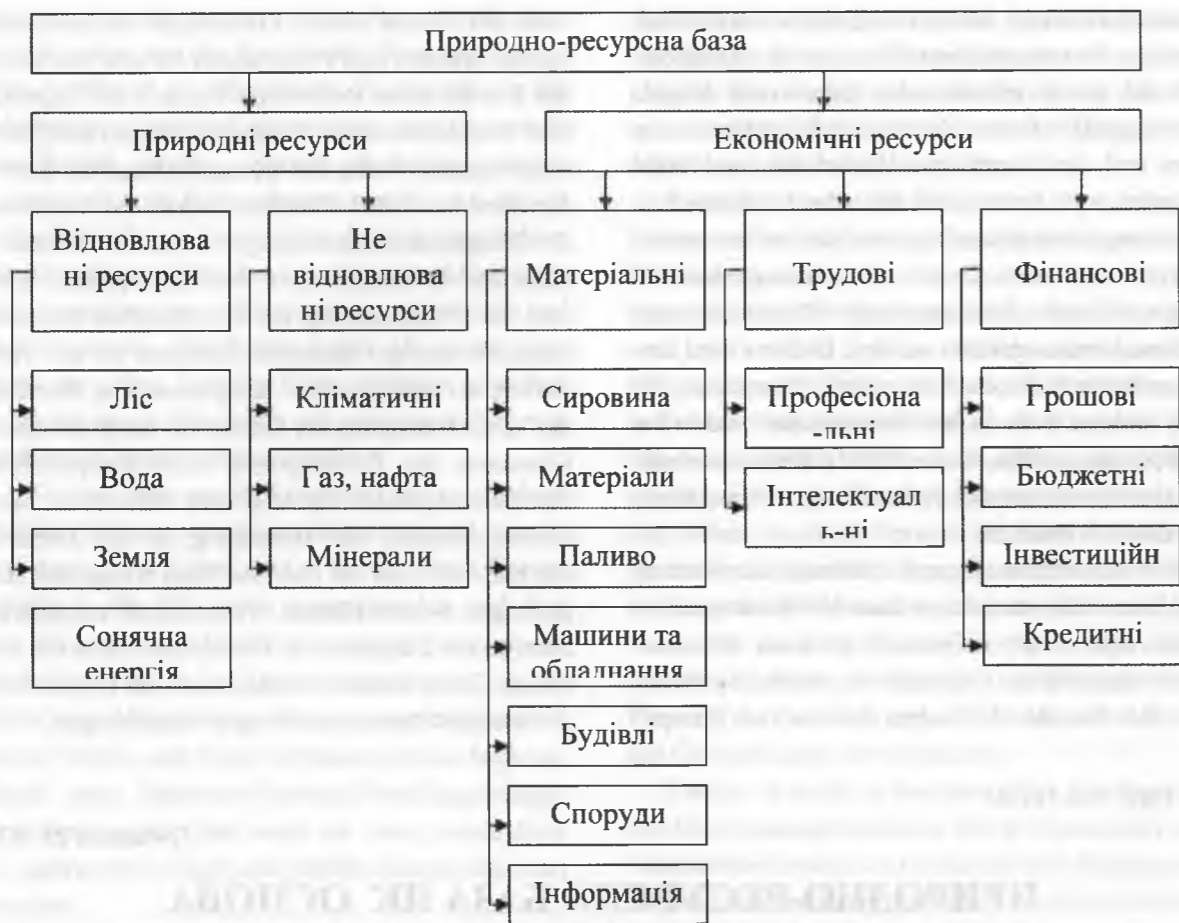 Природно-ресурсна база
Природні ресурси
Економічні ресурси
Відновлюва
ні ресурси
Не
відновлюва
ні ресурси
Матеріальні
Трудові
Фінансові
Ліс
Вода
Земля
Сонячна
енергія
Кліматичні
Газ, нафта
Мінерали
Сировина
Матеріали
Паливо
Машини та
обладнання
Будівлі
Споруди
Інформація
Професіона
-льні
Інтелектуал
ь-ні
Грошові
Бюджетні
Інвестиційн
Кредитні